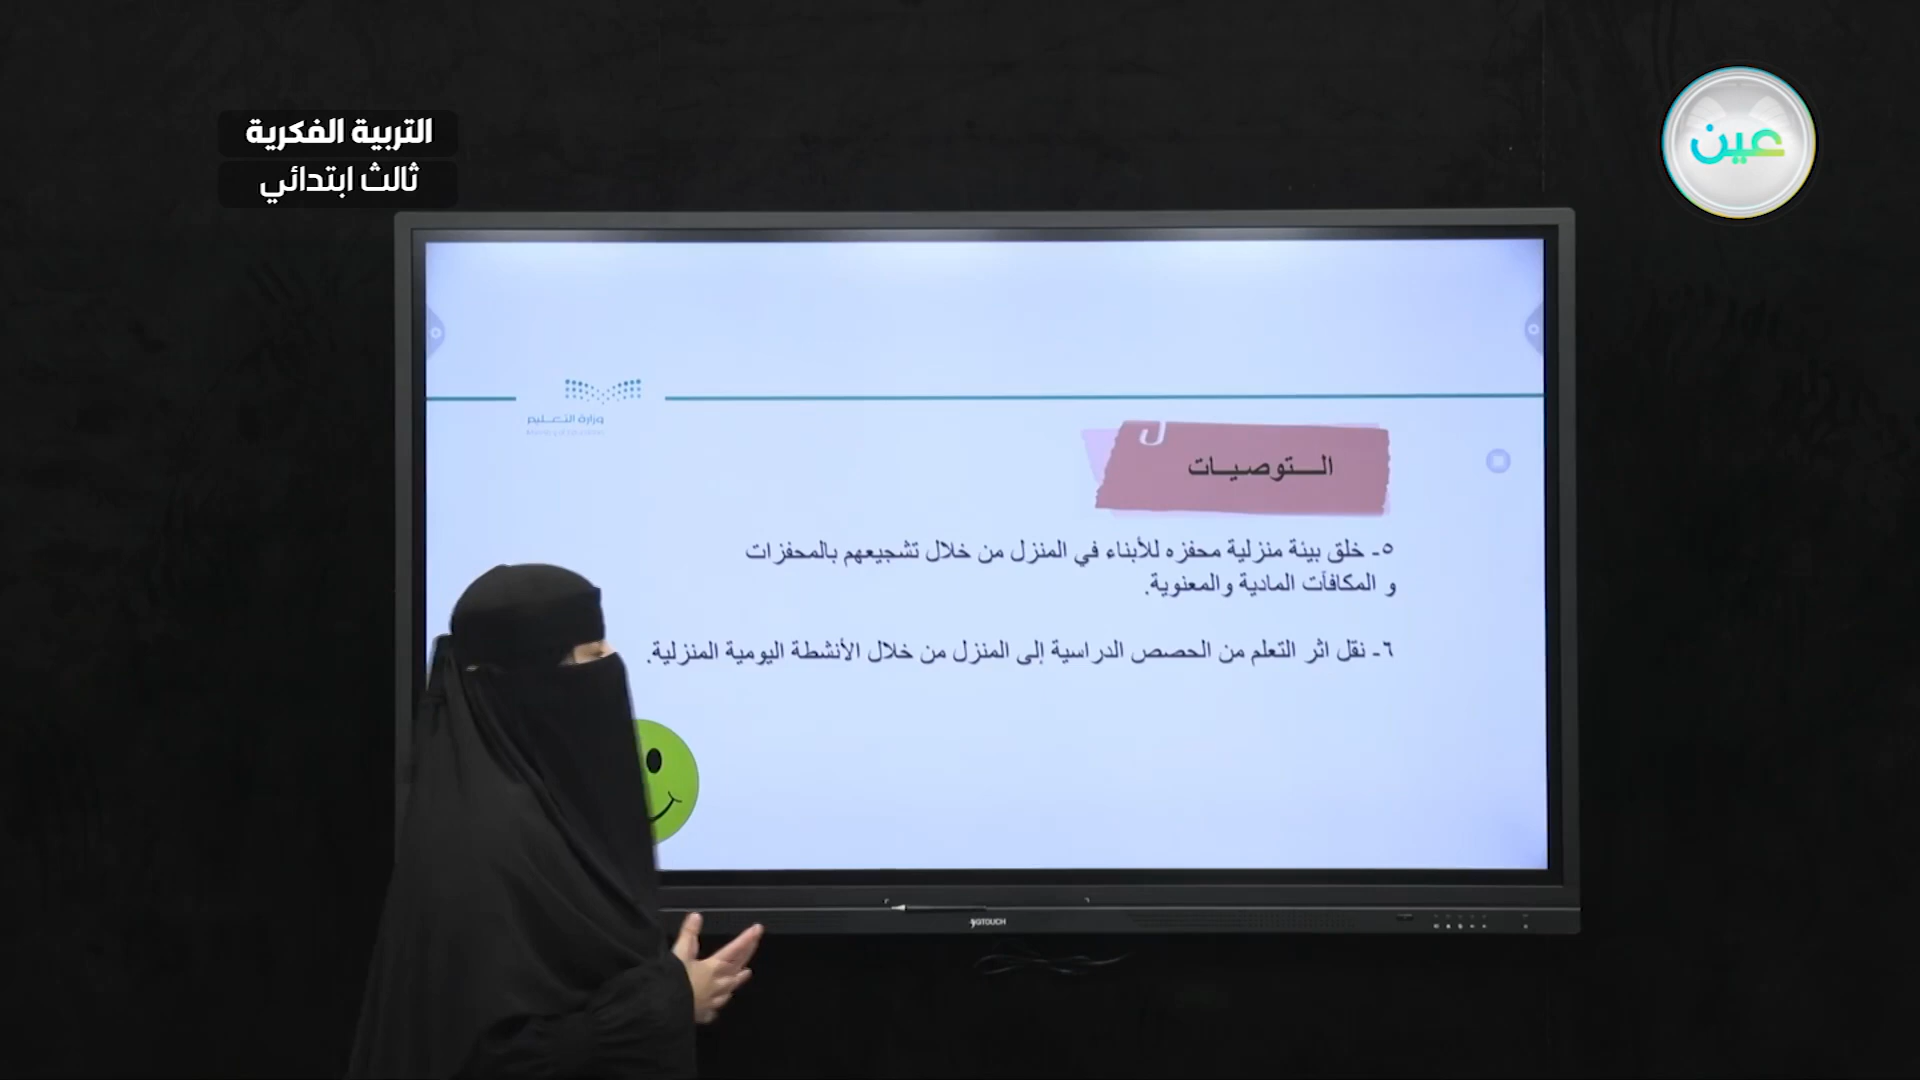 التربية الفكرية
ثالث ابتدائي
عين
وزارة التعليم
التوصيات
٥- خلق بيئة منزلية محفزه للأبناء في المنزل من خلال تشجيعهم بالمحفزات
و المكافآت المادية والمعنوية.
٦- نقل اثر التعلم من الحصص الدراسية إلى المنزل من خلال الأنشطة اليومية المنزلية.